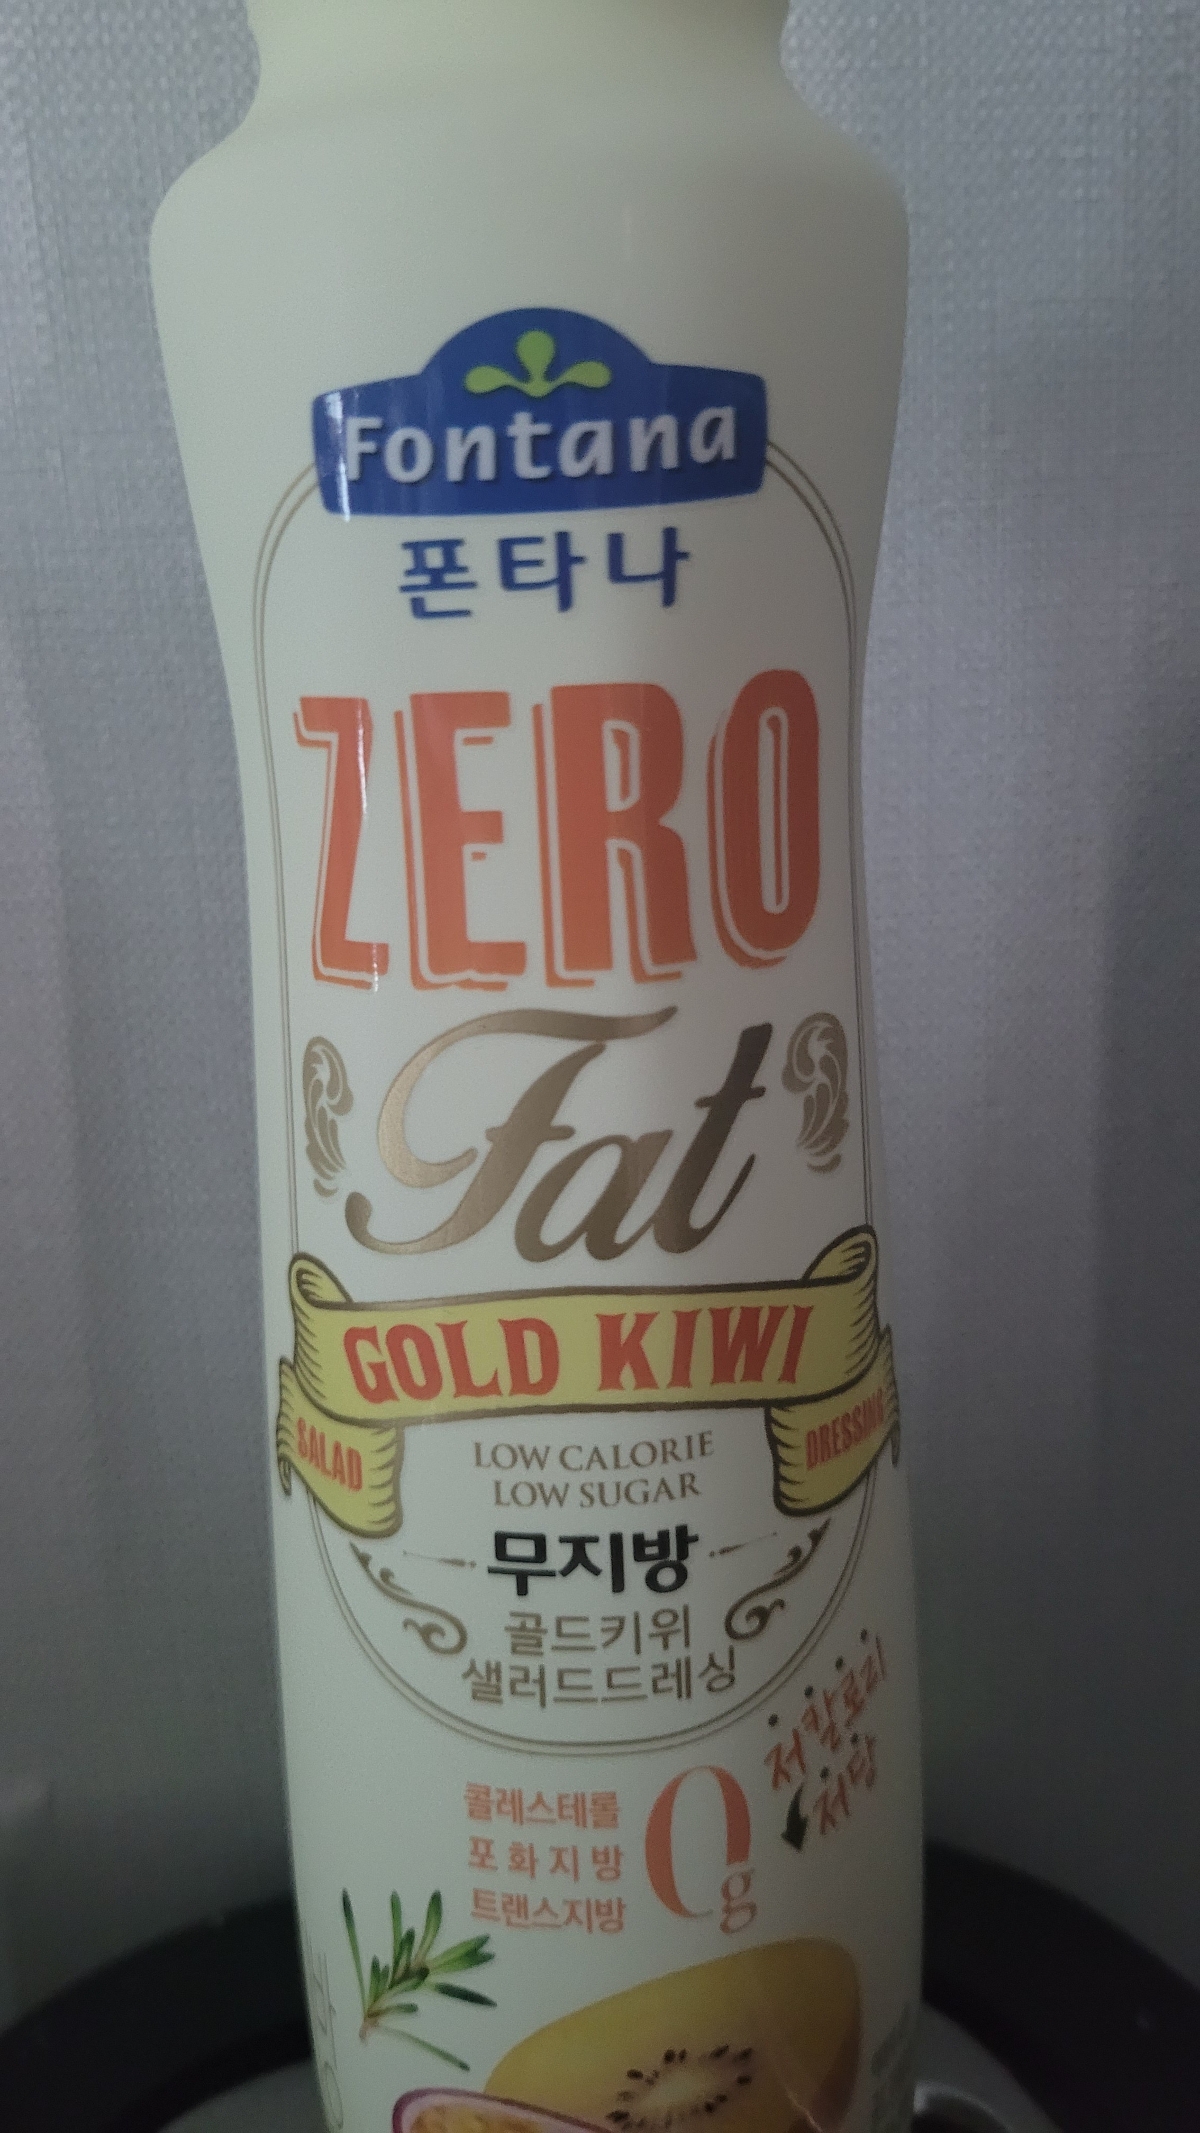 Fontana
폰타나
ZERO
Fat
GOLD KIWI
SALAD DRESSING
LOW CALORIE
LOW SUGAR
무지방
골드키위
샐러드드레싱
저칼로리
저당
콜레스테롤
포화지방
트랜스지방
0g